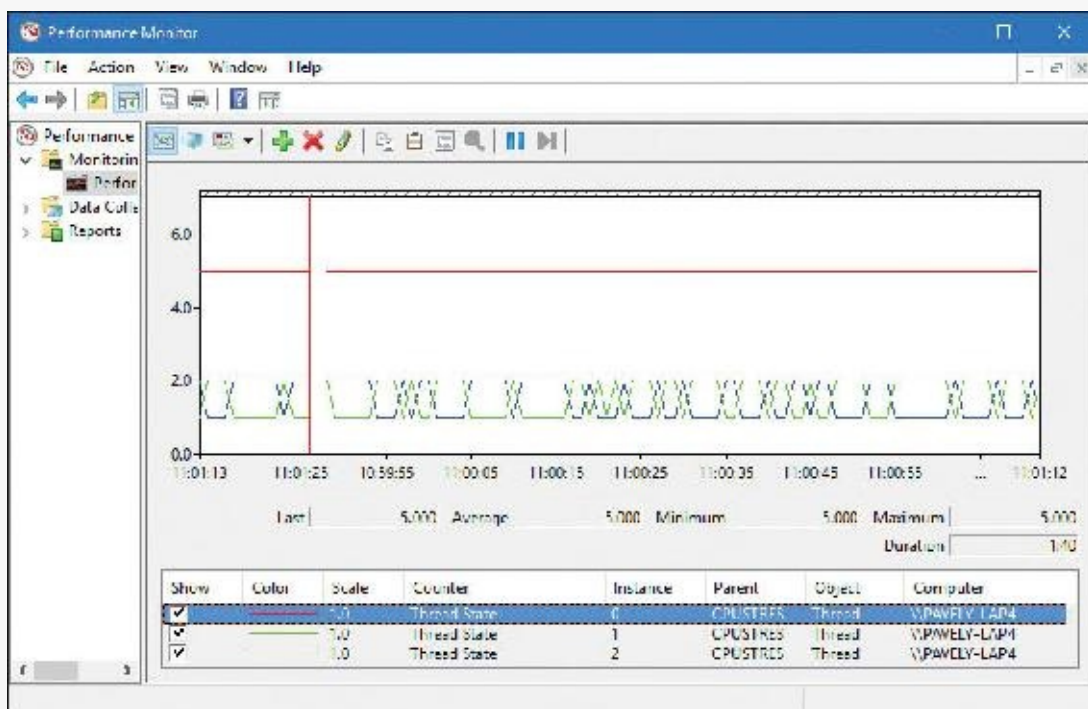 Performance Monitor
File Action View Window Help
Performance
Monitorin
Perfor
Data Colle
Reports
6.0
4.0
2.0
0.0
11:01:13 11:01:25 10:59:55 11:00:05 11:00:15 11:00:25 11:00:35 11:00:45 11:00:55 ... 11:01:12
Last 5.000 Average 5.000 Minimum 5.000 Maximum 5.000
Duration 1:40
Show Color Scale Counter Instance Parent Object Computer
1.0 Thread State 0 CPUSTRES Thread \\PAVELY-LAP4
1.0 Thread State 1 CPUSTRES Thread \\PAVELY-LAP4
1.0 Thread State 2 CPUSTRES Thread \\PAVELY-LAP4